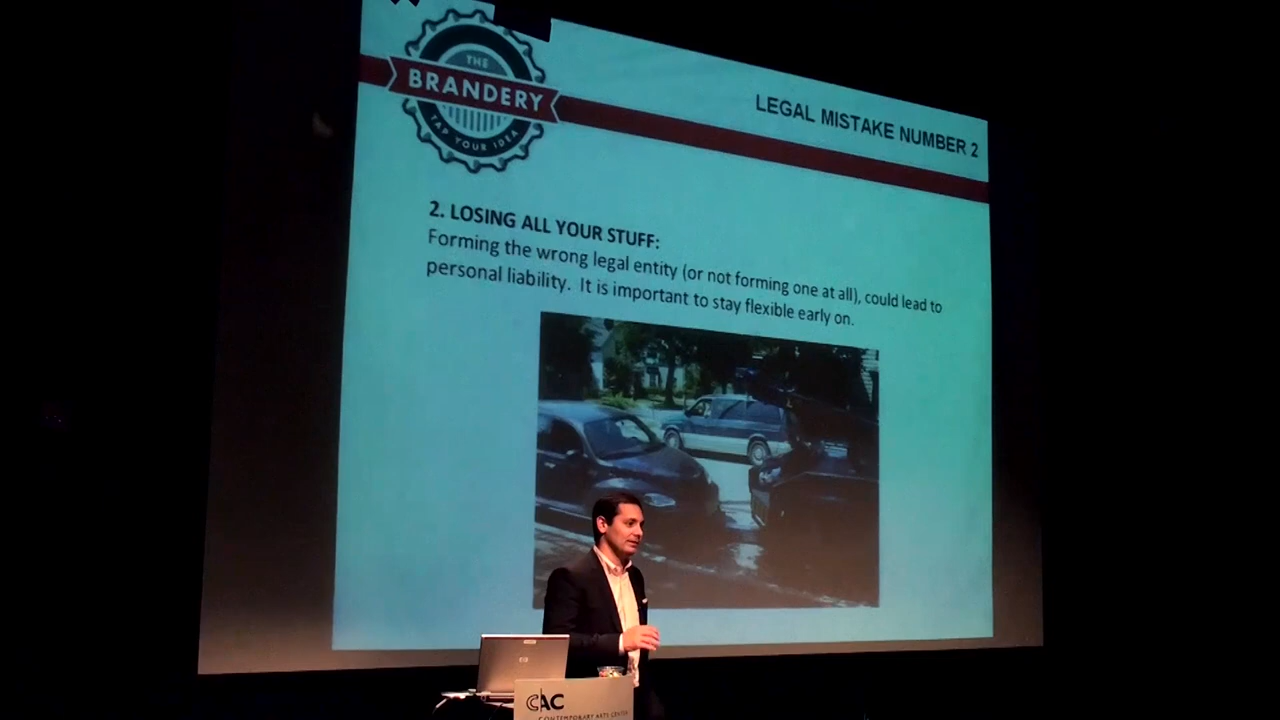 THE
BRANDERY
TAP YOUR IDEA
LEGAL MISTAKE NUMBER 2
2. LOSING ALL YOUR STUFF:
Forming the wrong legal entity (or not forming one at all), could lead to
personal liability. It is important to stay flexible early on.
hp
CAC
CONTEMPORARY ARTS CENTER